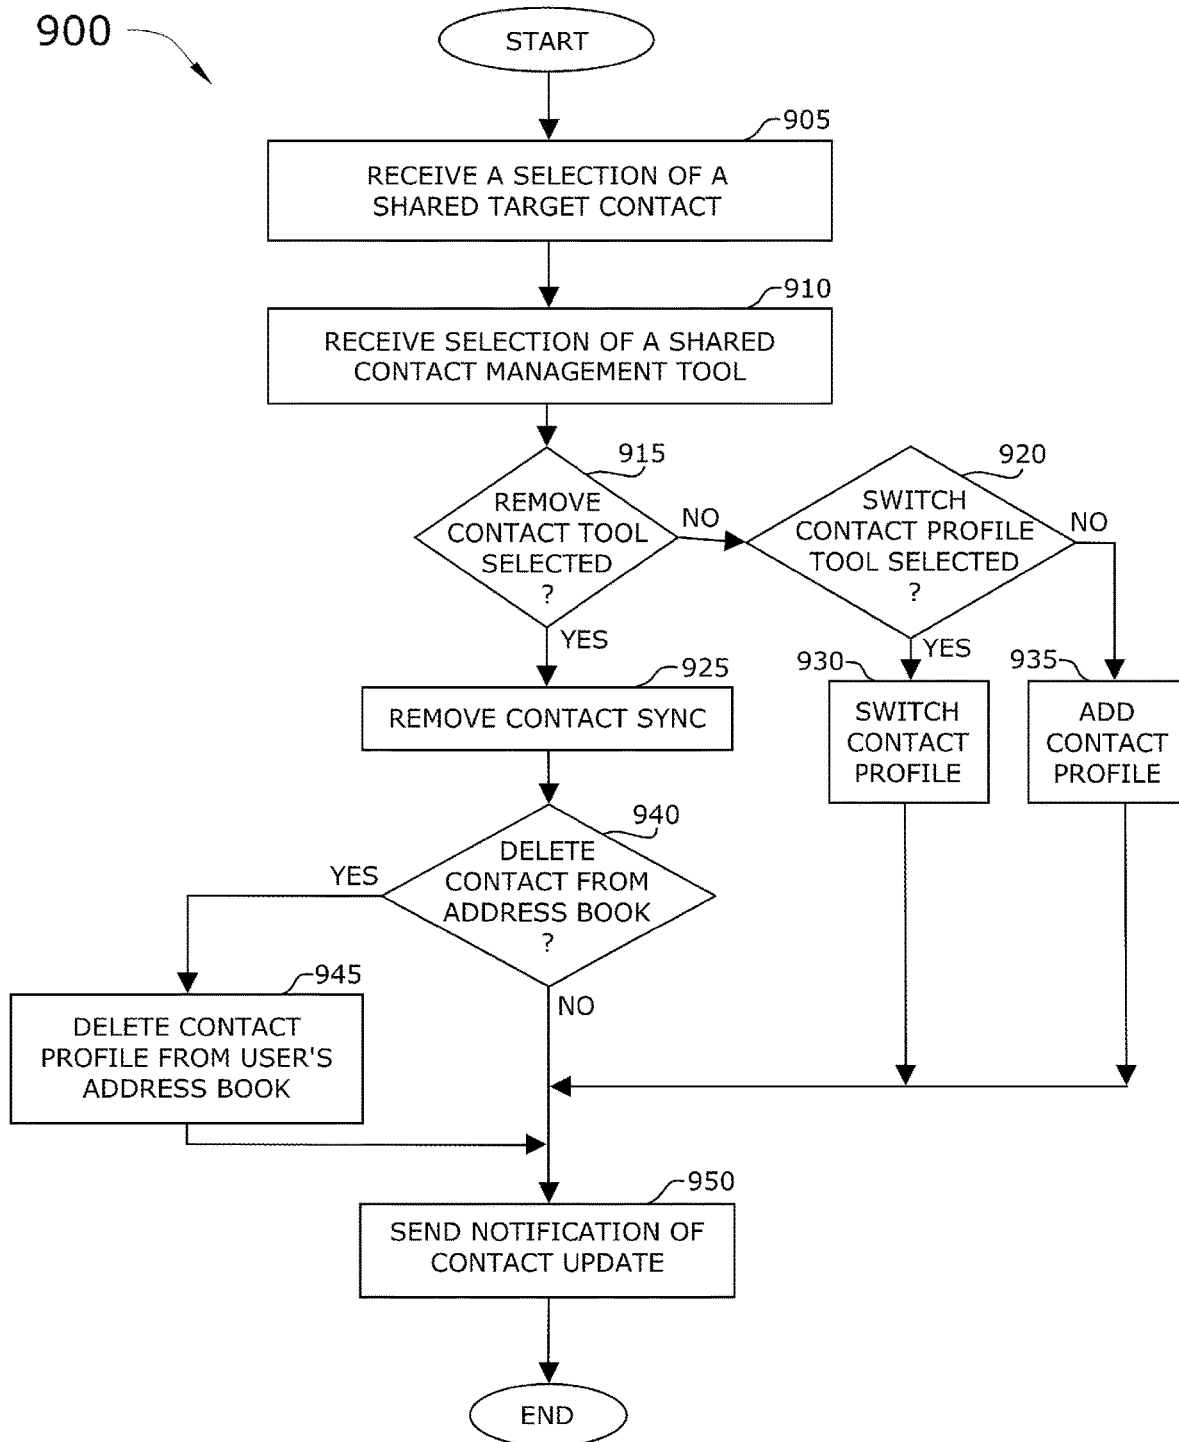 900
START
905
RECEIVE A SELECTION OF A
SHARED TARGET CONTACT
910
RECEIVE SELECTION OF A SHARED
CONTACT MANAGEMENT TOOL
915
REMOVE
CONTACT TOOL
SELECTED
?
NO
YES
920
SWITCH
CONTACT PROFILE
TOOL SELECTED
?
NO
YES
925
REMOVE CONTACT SYNC
930
SWITCH
CONTACT
PROFILE
935
ADD
CONTACT
PROFILE
940
DELETE
CONTACT FROM
ADDRESS BOOK
?
YES
NO
945
DELETE CONTACT
PROFILE FROM USER'S
ADDRESS BOOK
950
SEND NOTIFICATION OF
CONTACT UPDATE
END